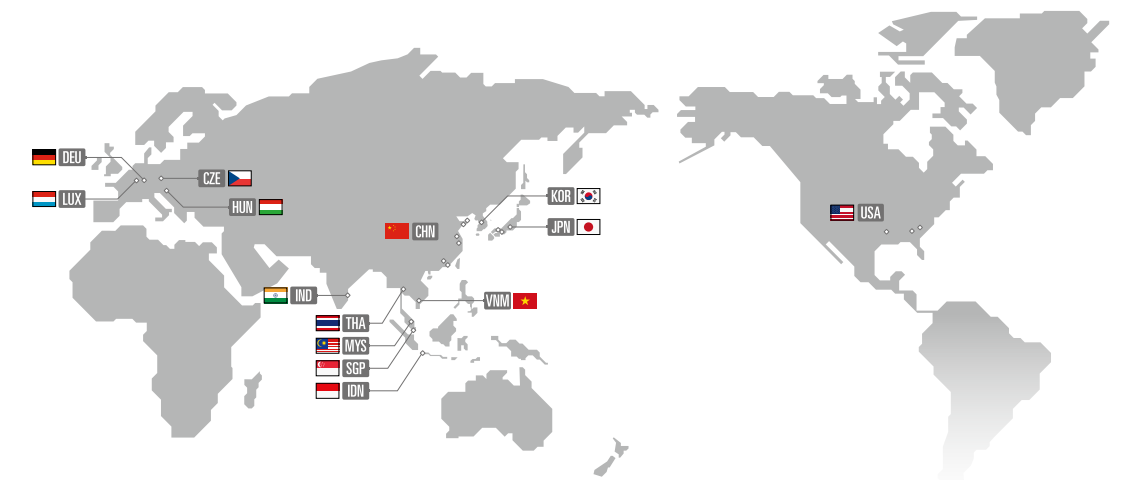 DEU
CZE
LUX
KOR
HUN
USA
JPN
CHN
IND
VNM
THA
MYS
SGP
IDN